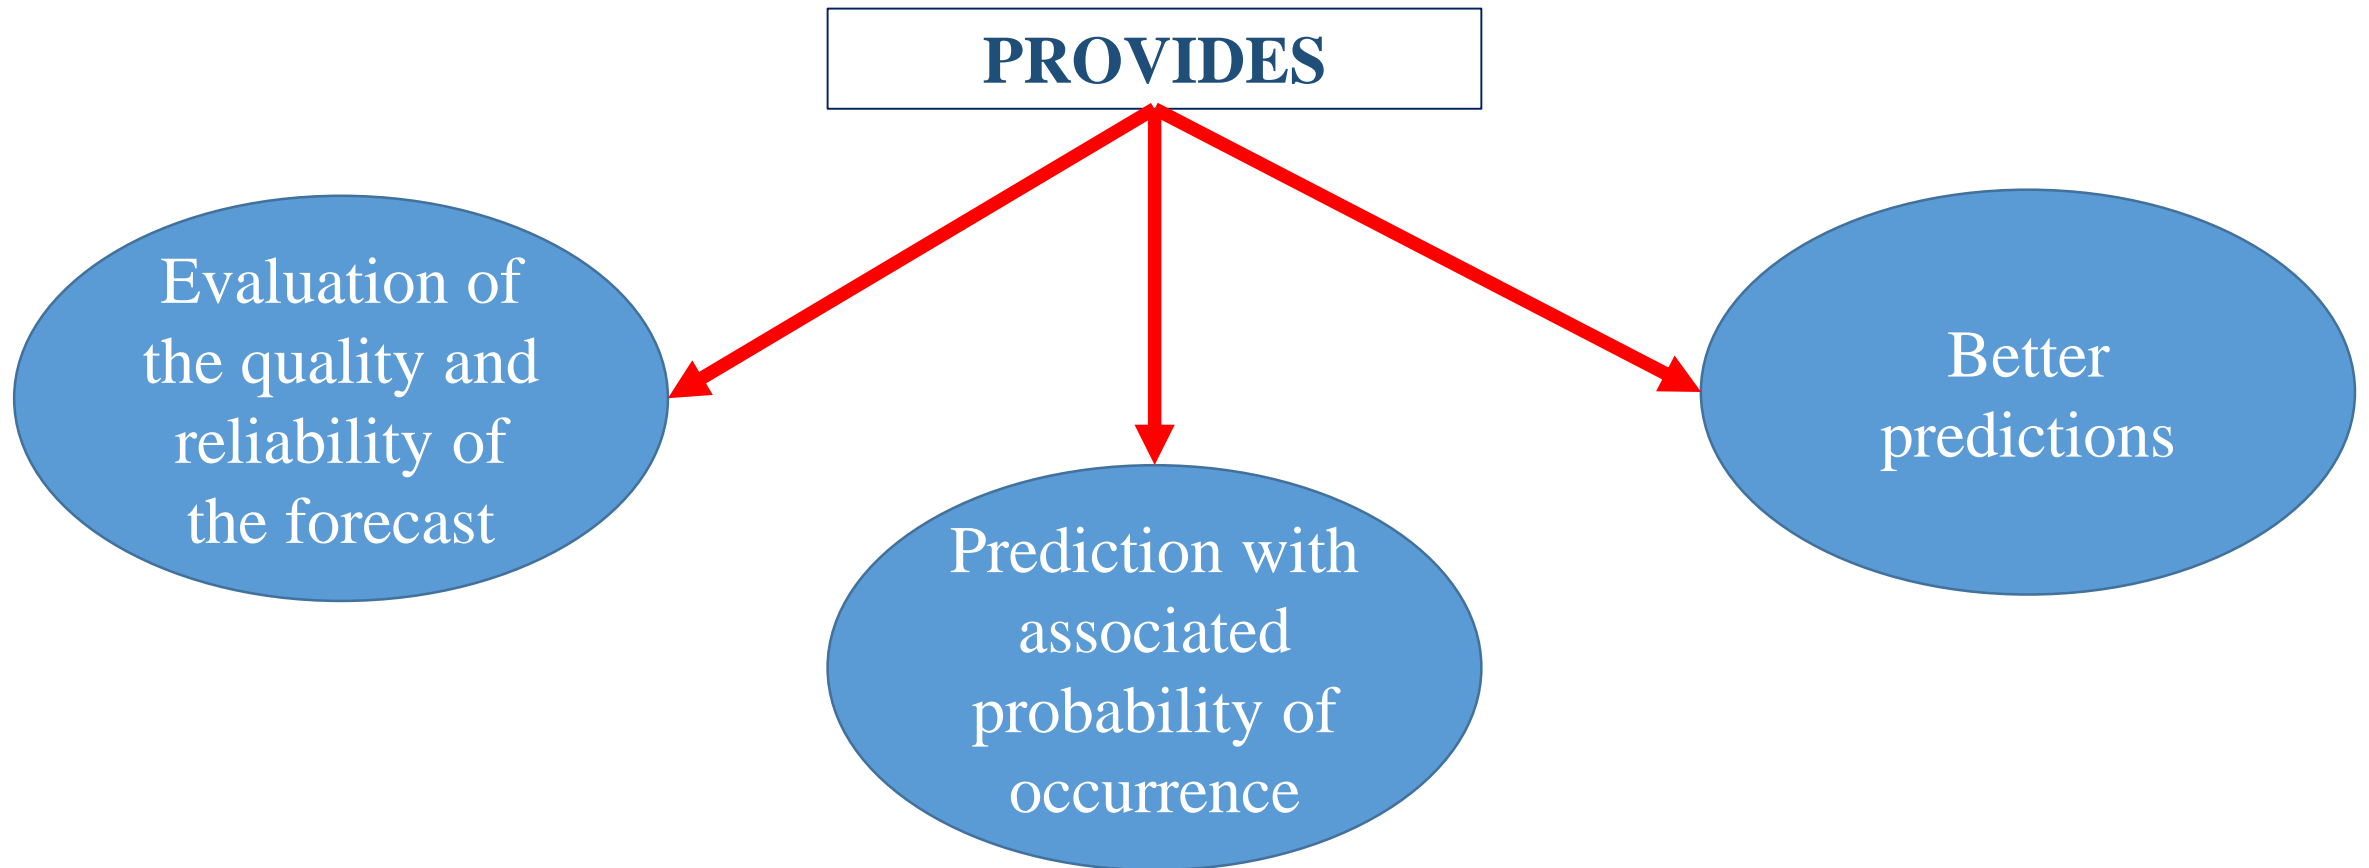 PROVIDES
Evaluation of
the quality and
reliability of
the forecast
Prediction with
associated
probability of
occurrence
Better
predictions